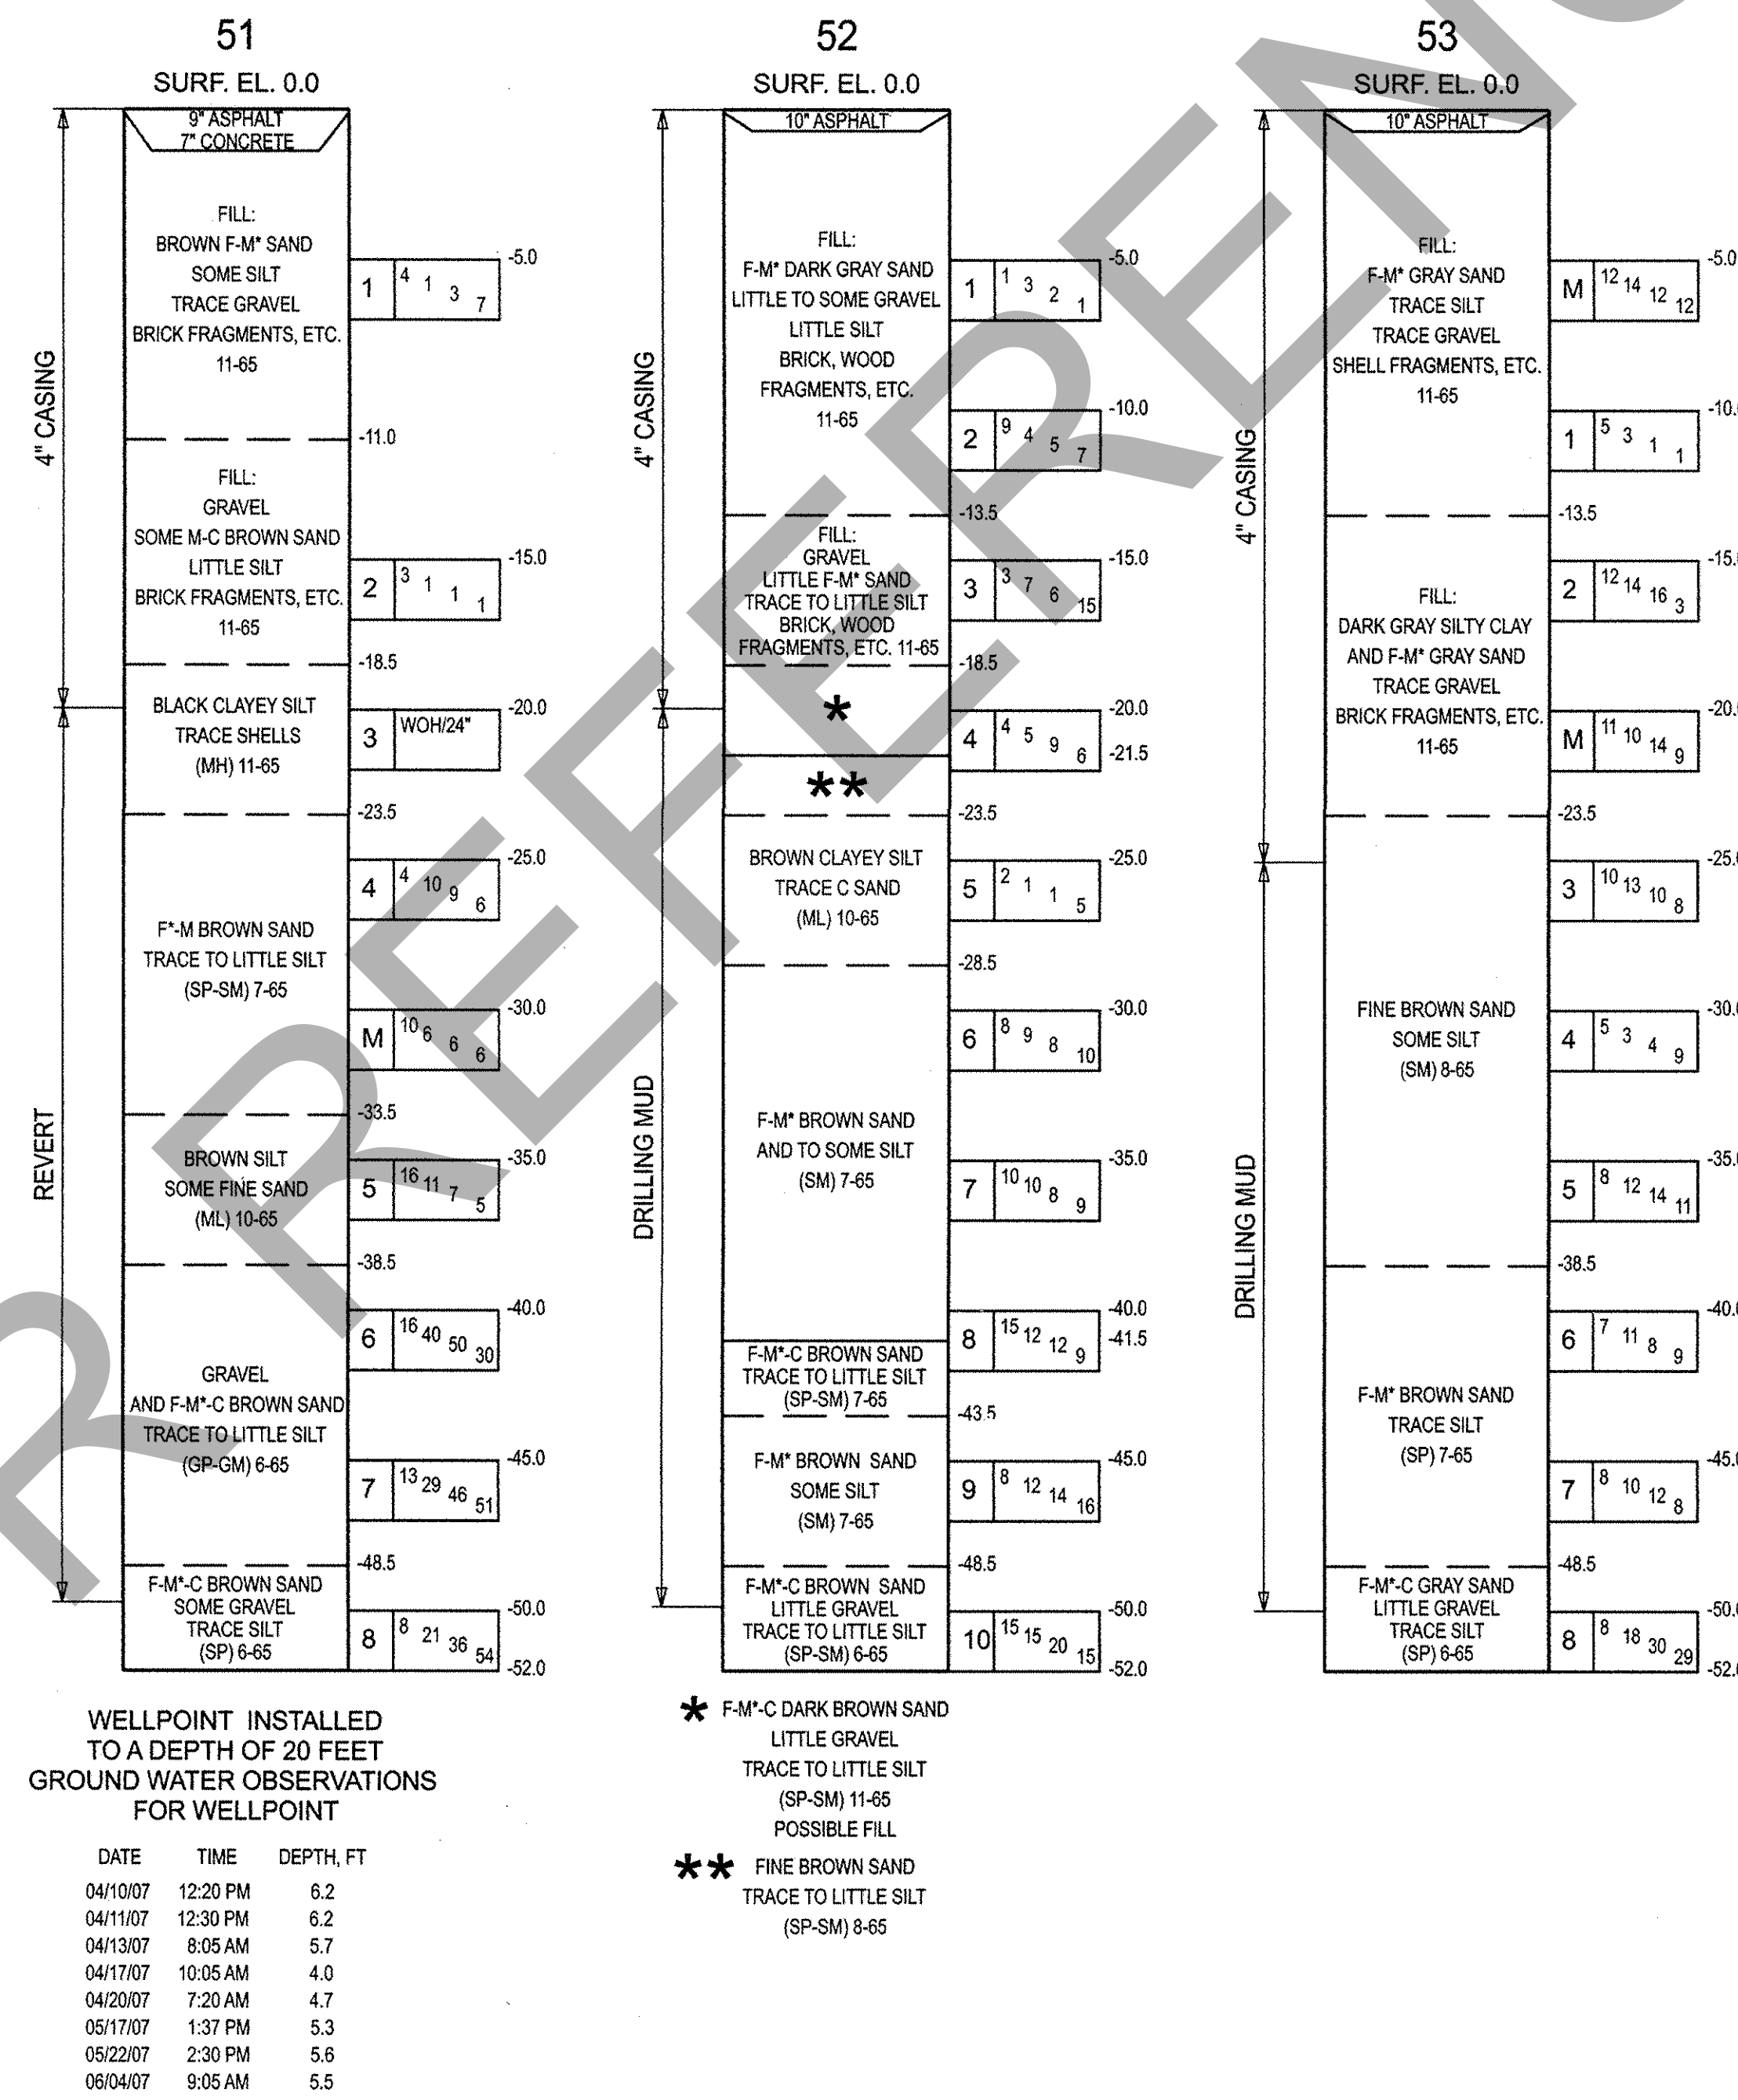 51
SURF. EL. 0.0
9" ASPHALT
7" CONCRETE
FILL:
BROWN F-M* SAND
SOME SILT
TRACE GRAVEL
BRICK FRAGMENTS, ETC.
11-65
-5.0
1 4 1 3 7
4" CASING
-11.0
FILL:
GRAVEL
SOME M-C BROWN SAND
LITTLE SILT
BRICK FRAGMENTS, ETC.
11-65
-15.0
2 3 1 1 1
-18.5
BLACK CLAYEY SILT
TRACE SHELLS
(MH) 11-65
-20.0
3 WOH/24"
-23.5
-25.0
4 4 10 9 6
F*-M BROWN SAND
TRACE TO LITTLE SILT
(SP-SM) 7-65
-30.0
M 10 6 6 6
-33.5
REVERT
BROWN SILT
SOME FINE SAND
(ML) 10-65
-35.0
5 16 11 7 5
-38.5
-40.0
6 16 40 50 30
GRAVEL
AND F-M*-C BROWN SAND
TRACE TO LITTLE SILT
(GP-GM) 6-65
-45.0
7 13 29 46 51
-48.5
F-M*-C BROWN SAND
SOME GRAVEL
TRACE SILT
(SP) 6-65
-50.0
8 8 21 36 54
-52.0
WELLPOINT INSTALLED
TO A DEPTH OF 20 FEET
GROUND WATER OBSERVATIONS
FOR WELLPOINT
DATE TIME DEPTH, FT
04/10/07 12:20 PM 6.2
04/11/07 12:30 PM 6.2
04/13/07 8:05 AM 5.7
04/17/07 10:05 AM 4.0
04/20/07 7:20 AM 4.7
05/17/07 1:37 PM 5.3
05/22/07 2:30 PM 5.6
06/04/07 9:05 AM 5.5
52
SURF. EL. 0.0
10" ASPHALT
FILL:
F-M* DARK GRAY SAND
LITTLE TO SOME GRAVEL
LITTLE SILT
BRICK, WOOD
FRAGMENTS, ETC.
11-65
-5.0
1 1 3 2 1
4" CASING
-10.0
2 9 4 5 7
-13.5
FILL:
GRAVEL
LITTLE F-M* SAND
TRACE TO LITTLE SILT
BRICK, WOOD
FRAGMENTS, ETC. 11-65
-15.0
3 3 7 6 15
-18.5
*
-20.0
4 4 5 9 6
-21.5
**
-23.5
BROWN CLAYEY SILT
TRACE C SAND
(ML) 10-65
-25.0
5 2 1 1 5
-28.5
-30.0
6 8 9 8 10
F-M* BROWN SAND
AND TO SOME SILT
(SM) 7-65
DRILLING MUD
-35.0
7 10 10 8 9
-40.0
8 15 12 12 9
-41.5
F-M*-C BROWN SAND
TRACE TO LITTLE SILT
(SP-SM) 7-65
-43.5
F-M* BROWN SAND
SOME SILT
(SM) 7-65
-45.0
9 8 12 14 16
-48.5
F-M*-C BROWN SAND
LITTLE GRAVEL
TRACE TO LITTLE SILT
(SP-SM) 6-65
-50.0
10 15 15 20 15
-52.0
* F-M*-C DARK BROWN SAND
LITTLE GRAVEL
TRACE TO LITTLE SILT
(SP-SM) 11-65
POSSIBLE FILL
** FINE BROWN SAND
TRACE TO LITTLE SILT
(SP-SM) 8-65
53
SURF. EL. 0.0
10" ASPHALT
FILL:
F-M* GRAY SAND
TRACE SILT
TRACE GRAVEL
SHELL FRAGMENTS, ETC.
11-65
-5.0
M 12 14 12 12
-10.0
1 5 3 1 1
4" CASING
-13.5
-15.0
2 12 14 16 3
FILL:
DARK GRAY SILTY CLAY
AND F-M* GRAY SAND
TRACE GRAVEL
BRICK FRAGMENTS, ETC.
11-65
-20.0
M 11 10 14 9
-23.5
-25.0
3 10 13 10 8
FINE BROWN SAND
SOME SILT
(SM) 8-65
-30.0
4 5 3 4 9
-35.0
5 8 12 14 11
DRILLING MUD
-38.5
-40.0
6 7 11 8 9
F-M* BROWN SAND
TRACE SILT
(SP) 7-65
-45.0
7 8 10 12 8
-48.5
F-M*-C GRAY SAND
LITTLE GRAVEL
TRACE SILT
(SP) 6-65
-50.0
8 8 18 30 29
-52.0
R REFERENC